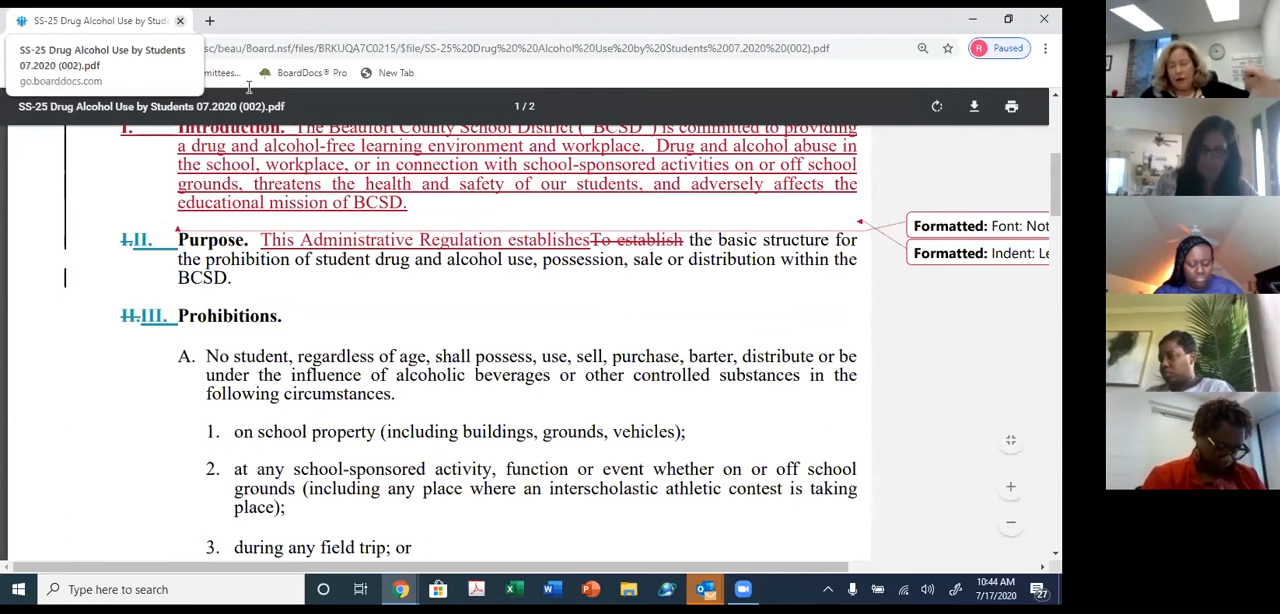 SS-25 Drug Alcohol Use by Stude
SS-25 Drug Alcohol Use by Students
07.2020 (002).pdf
go.boarddocs.com
sc/beau/Board.nsf/files/BRKUQA7C0215/$file/SS-25%20Drug%20%20Alcohol%20Use%20by%20Students%2007.2020%20(002).pdf
R Paused
mittees...
BoardDocs® Pro
New Tab
SS-25 Drug Alcohol Use by Students 07.2020 (002).pdf
1 / 2
I. Introduction. The Beaufort County School District ("BCSD") is committed to providing
a drug and alcohol-free learning environment and workplace. Drug and alcohol abuse in
the school, workplace, or in connection with school-sponsored activities on or off school
grounds, threatens the health and safety of our students, and adversely affects the
educational mission of BCSD.
Formatted: Font: Not
I.II. Purpose. This Administrative Regulation establishesTo establish the basic structure for
Formatted: Indent: Le
the prohibition of student drug and alcohol use, possession, sale or distribution within the
BCSD.
II.III. Prohibitions.
A. No student, regardless of age, shall possess, use, sell, purchase, barter, distribute or be
under the influence of alcoholic beverages or other controlled substances in the
following circumstances.
1. on school property (including buildings, grounds, vehicles);
2. at any school-sponsored activity, function or event whether on or off school
grounds (including any place where an interscholastic athletic contest is taking
place);
3. during any field trip; or
Type here to search
10:44 AM
7/17/2020
27